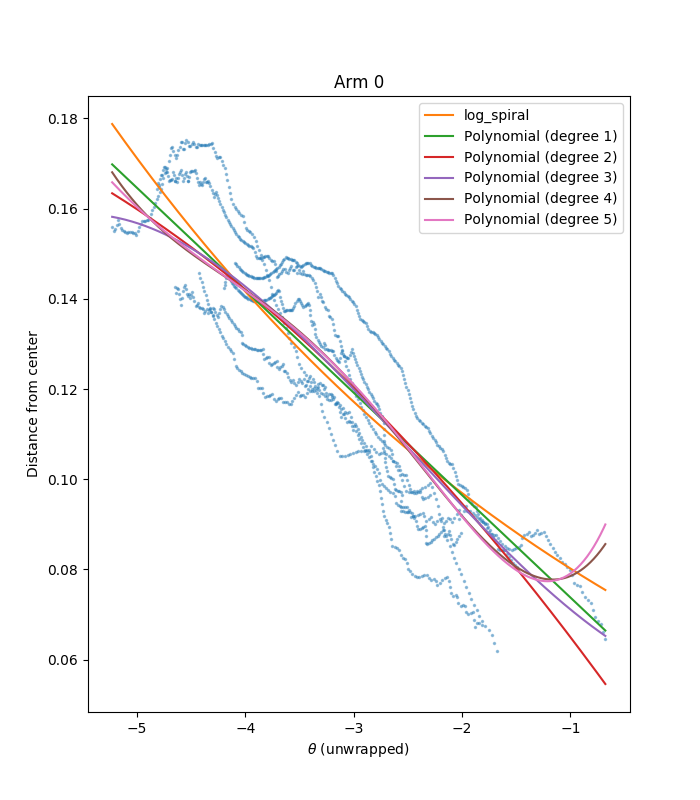 Arm 0
log_spiral
Polynomial (degree 1)
Polynomial (degree 2)
Polynomial (degree 3)
Polynomial (degree 4)
Polynomial (degree 5)
Distance from center
0.18
0.16
0.14
0.12
0.10
0.08
0.06
−5 −4 −3 −2 −1
θ (unwrapped)